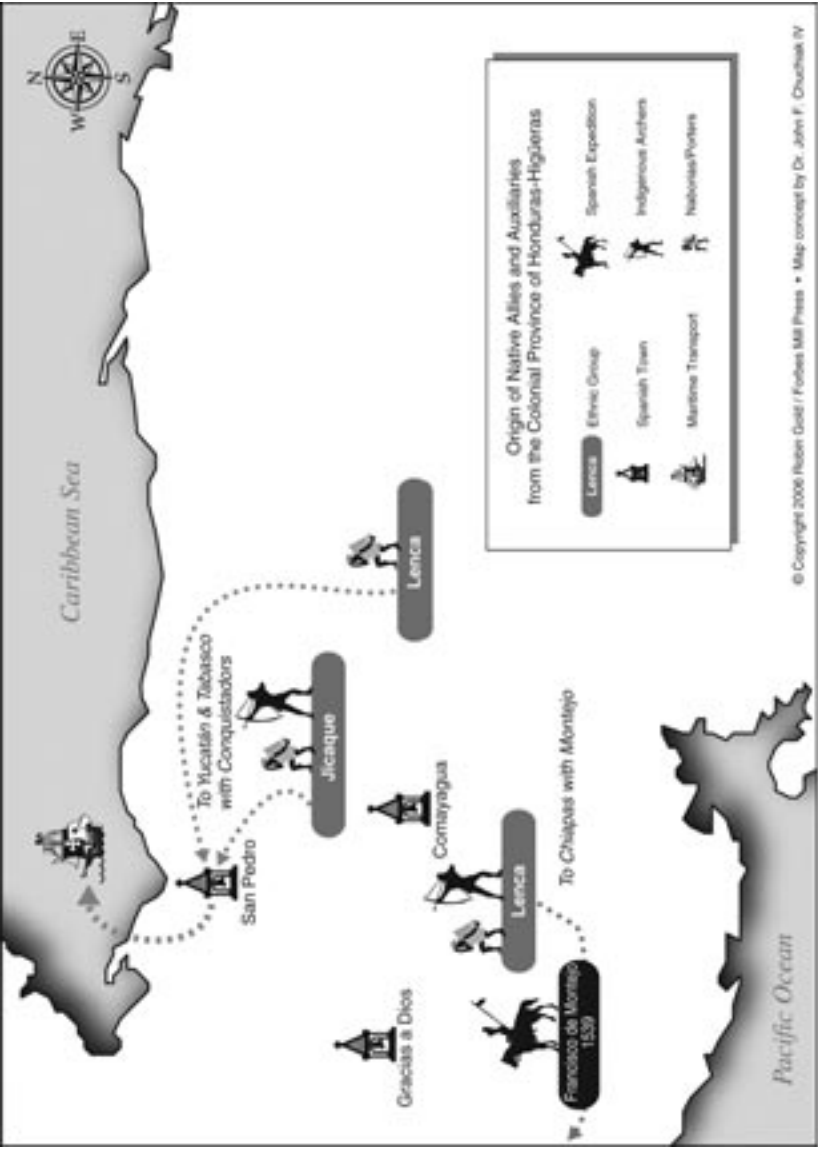 N
W
E
S
Caribbean Sea
To Yucatán & Tabasco
with Conquistadors
San Pedro
Jicaque
Lenca
Gracias a Dios
Comayagua
Lenca
To Chiapas with Montejo
Francisco de Montejo
1539
Pacific Ocean
Origin of Native Allies and Auxiliaries
from the Colonial Province of Honduras-Higüeras
Lenca
Ethnic Group
Spanish Expedition
Spanish Town
Indigenous Archers
Maritime Transport
Naborías/Porters
© Copyright 2006 Robin Gold / Forbes Mill Press • Map concept by Dr. John F. Chuchiak IV